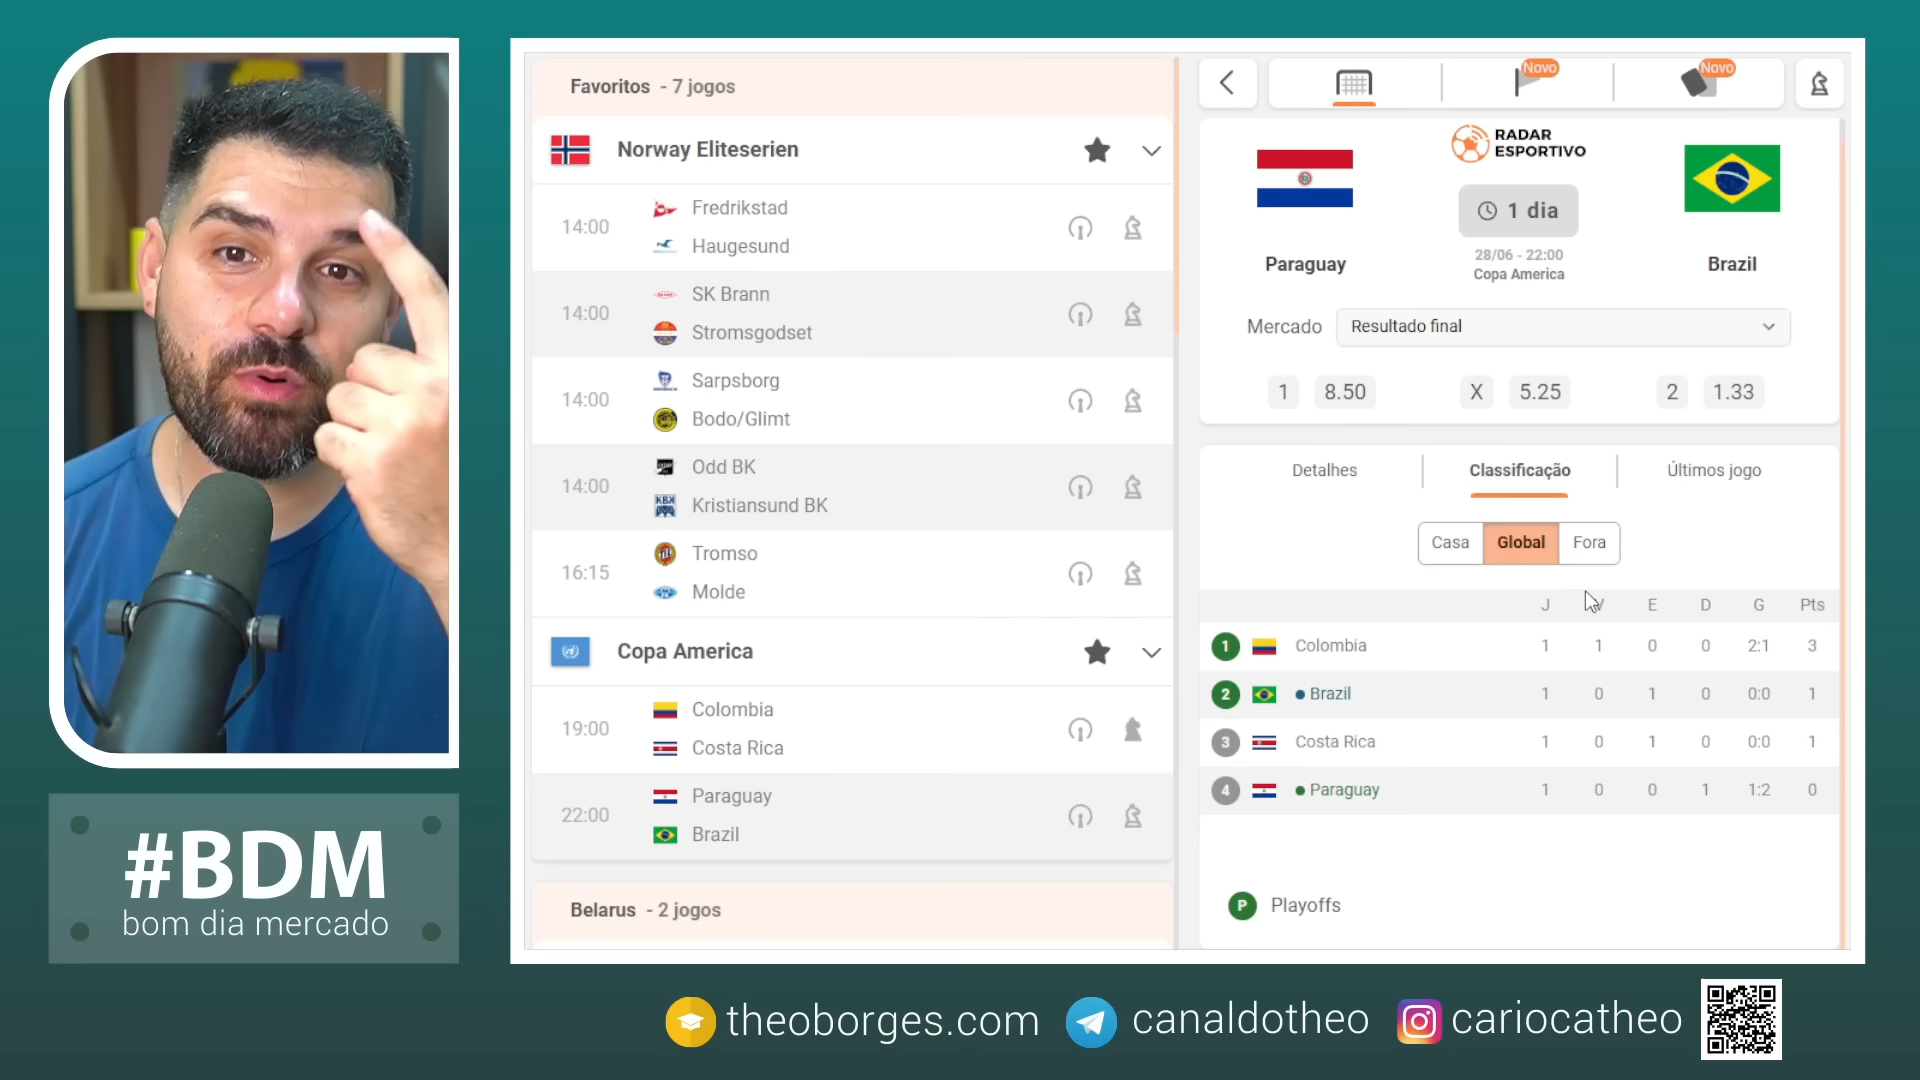 Favoritos - 7 jogos
Norway Eliteserien
14:00
Fredrikstad
Haugesund
14:00
SK Brann
Stromsgodset
14:00
Sarpsborg
Bodo/Glimt
14:00
Odd BK
KBK
Kristiansund BK
16:15
Tromso
Molde
Copa America
19:00
Colombia
Costa Rica
22:00
Paraguay
Brazil
Belarus - 2 jogos
Novo
Novo
RADAR
ESPORTIVO
1 dia
28/06 - 22:00
Copa America
Paraguay
Brazil
Mercado Resultado final
1 8.50 X 5.25 2 1.33
Detalhes Classificação Últimos jogo
Casa Global Fora
J V E D G Pts
1 Colombia 1 1 0 0 2:1 3
2 Brazil 1 0 1 0 0:0 1
3 Costa Rica 1 0 1 0 0:0 1
4 Paraguay 1 0 0 1 1:2 0
P Playoffs
#BDM
bom dia mercado
theoborges.com canaldotheo cariocatheo